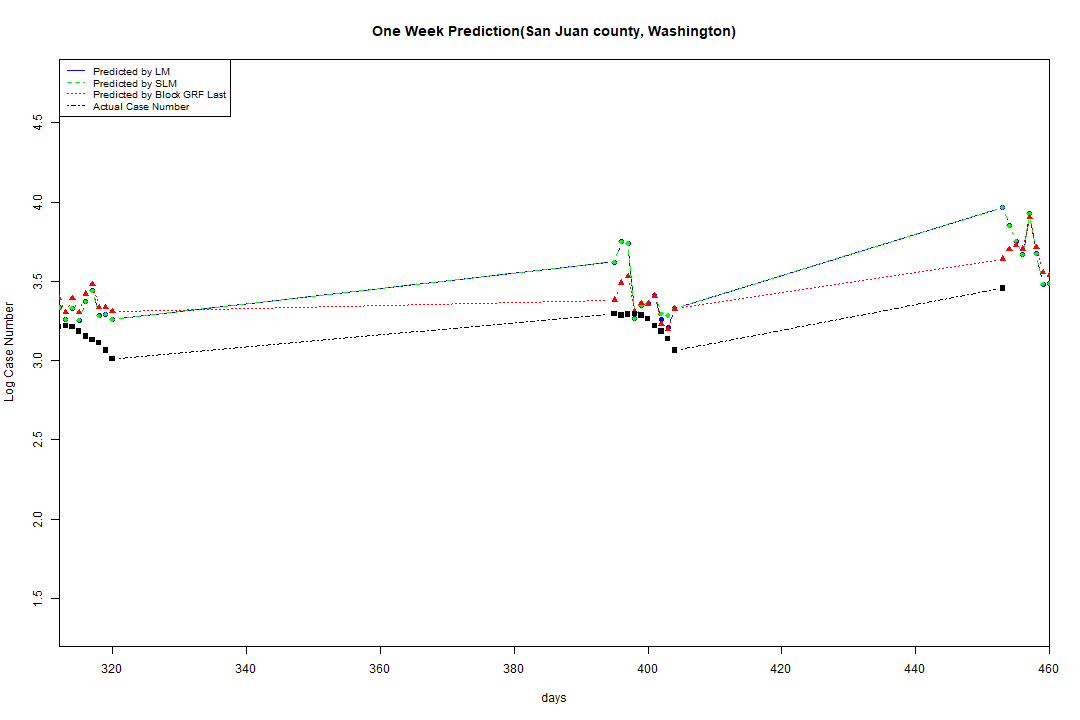 One Week Prediction(San Juan county, Washington)
Predicted by LM
Predicted by SLM
Predicted by Block GRF Last
Actual Case Number
4.5
4.0
3.5
3.0
2.5
2.0
1.5
Log Case Number
320 340 360 380 400 420 440 460
days